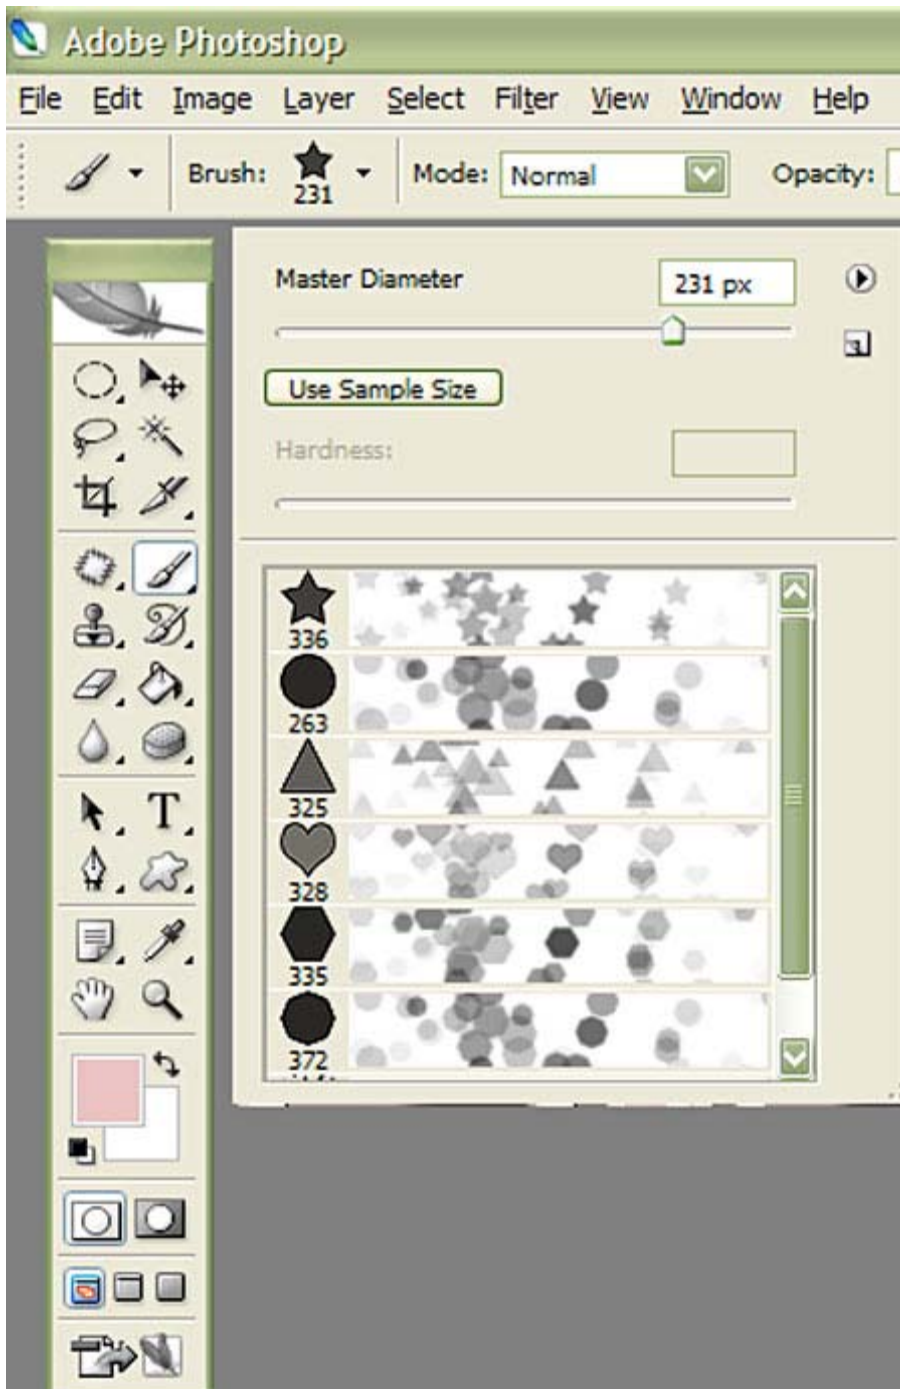 Adobe Photoshop
File Edit Image Layer Select Filter View Window Help
Brush: 231 Mode: Normal Opacity:
Master Diameter 231 px
Use Sample Size
Hardness:
336
263
325
328
335
372
T